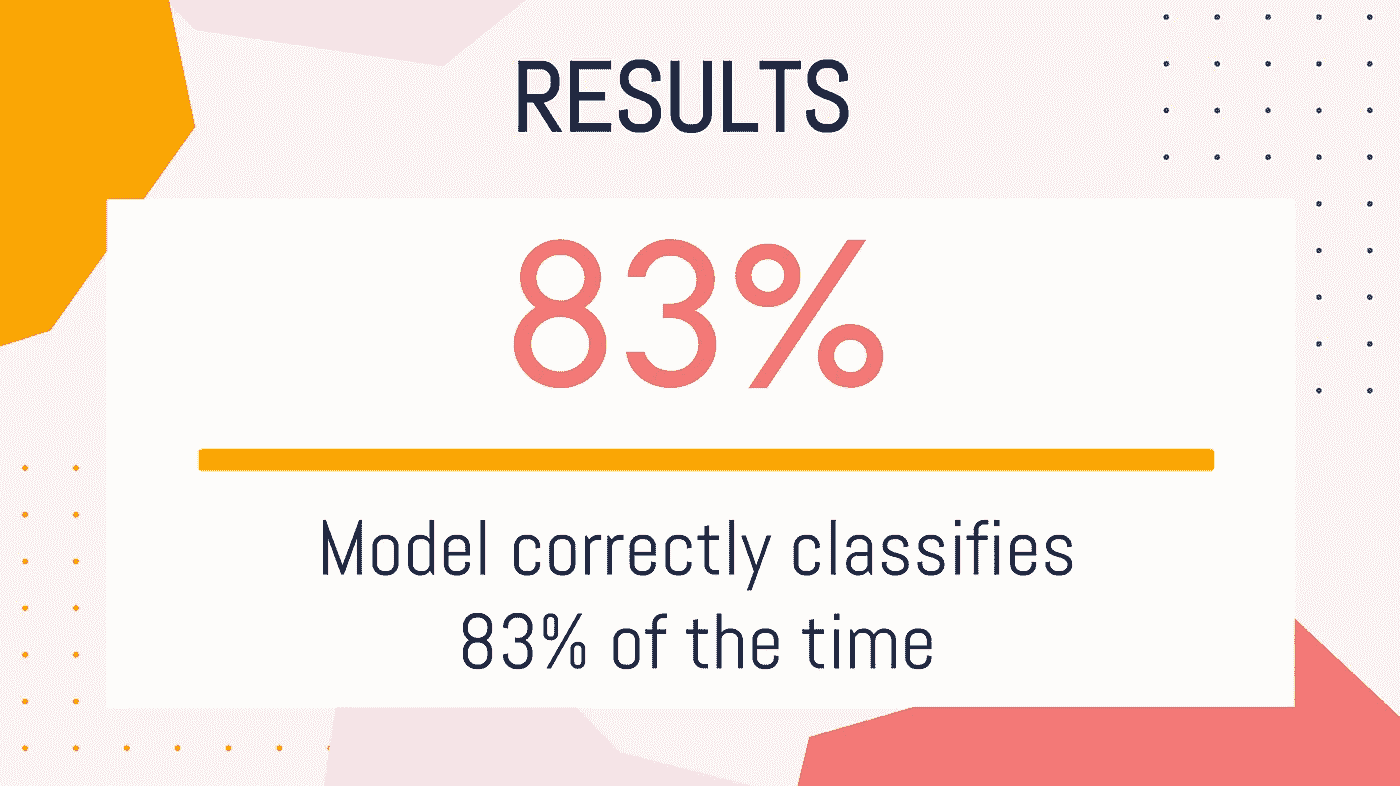 RESULTS
83%
Model correctly classifies
83% of the time